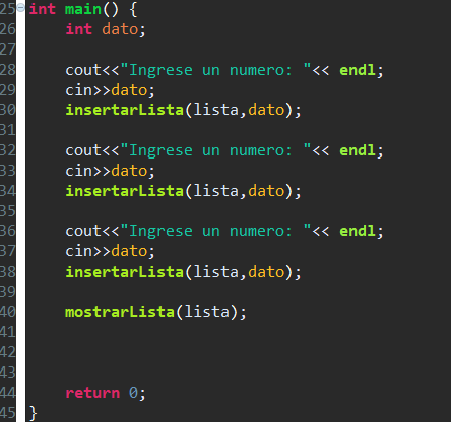 25 int main() {
26     int dato;
27
28     cout<<"Ingrese un numero: "<< endl;
29     cin>>dato;
30     insertarLista(lista,dato);
31
32     cout<<"Ingrese un numero: "<< endl;
33     cin>>dato;
34     insertarLista(lista,dato);
35
36     cout<<"Ingrese un numero: "<< endl;
37     cin>>dato;
38     insertarLista(lista,dato);
39
40     mostrarLista(lista);
41
42
43
44     return 0;
45 }